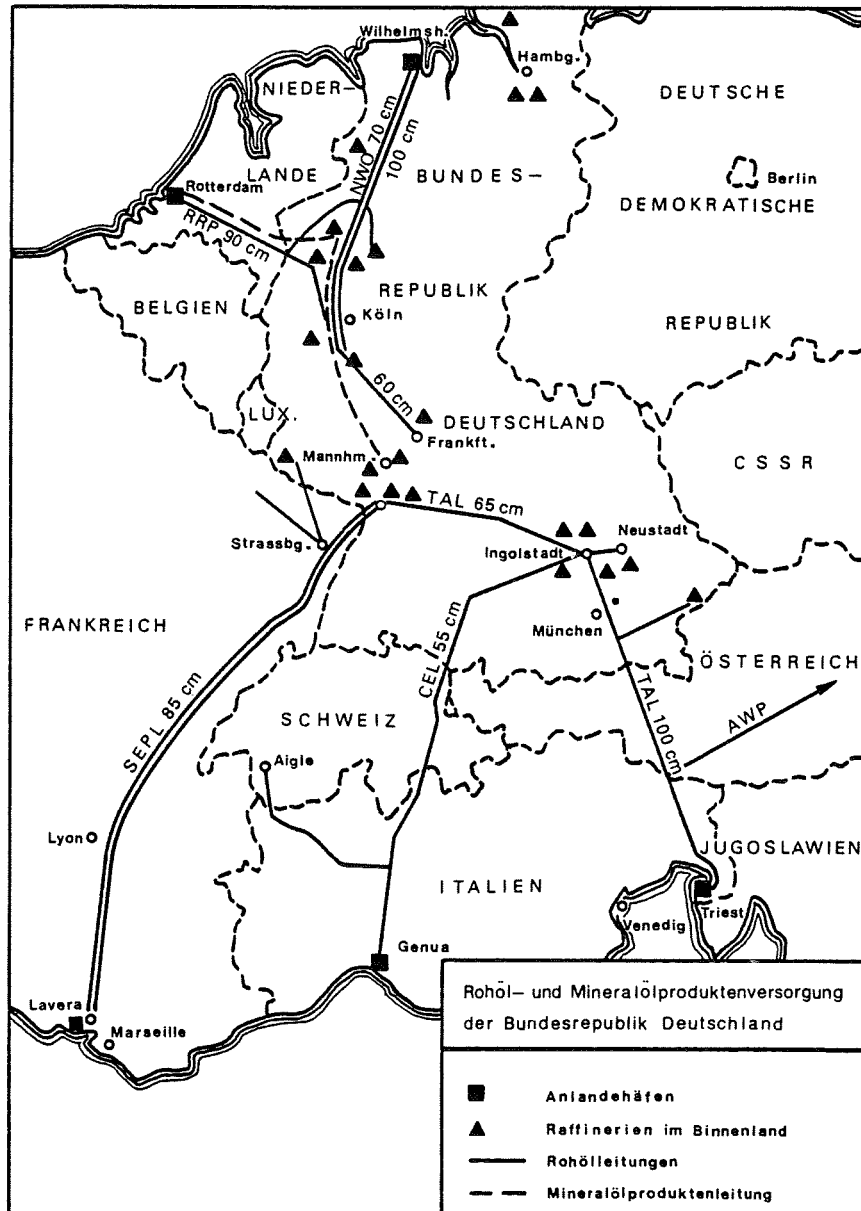 Wilhelmsh.
Hambg.
NIEDER-
DEUTSCHE
NWO 70 cm
100 cm
BUNDES-
LANDE
Berlin
Rotterdam
DEMOKRATISCHE
RRP 90 cm
BELGIEN
REPUBLIK
Köln
REPUBLIK
60 cm
LUX.
DEUTSCHLAND
Frankft.
Mannhm.
CSSR
TAL 65 cm
Neustadt
Strassbg.
Ingolstadt
FRANKREICH
München
CEL 55 cm
ÖSTERREICH
SEPL 85 cm
SCHWEIZ
TAL 100 cm
AWP
Aigle
Lyon
JUGOSLAWIEN
ITALIEN
Venedig
Triest
Genua
Lavera
Marseille
Rohöl- und Mineralölproduktenversorgung
der Bundesrepublik Deutschland
Anlandehäfen
Raffinerien im Binnenland
Rohölleitungen
Mineralölproduktenleitung